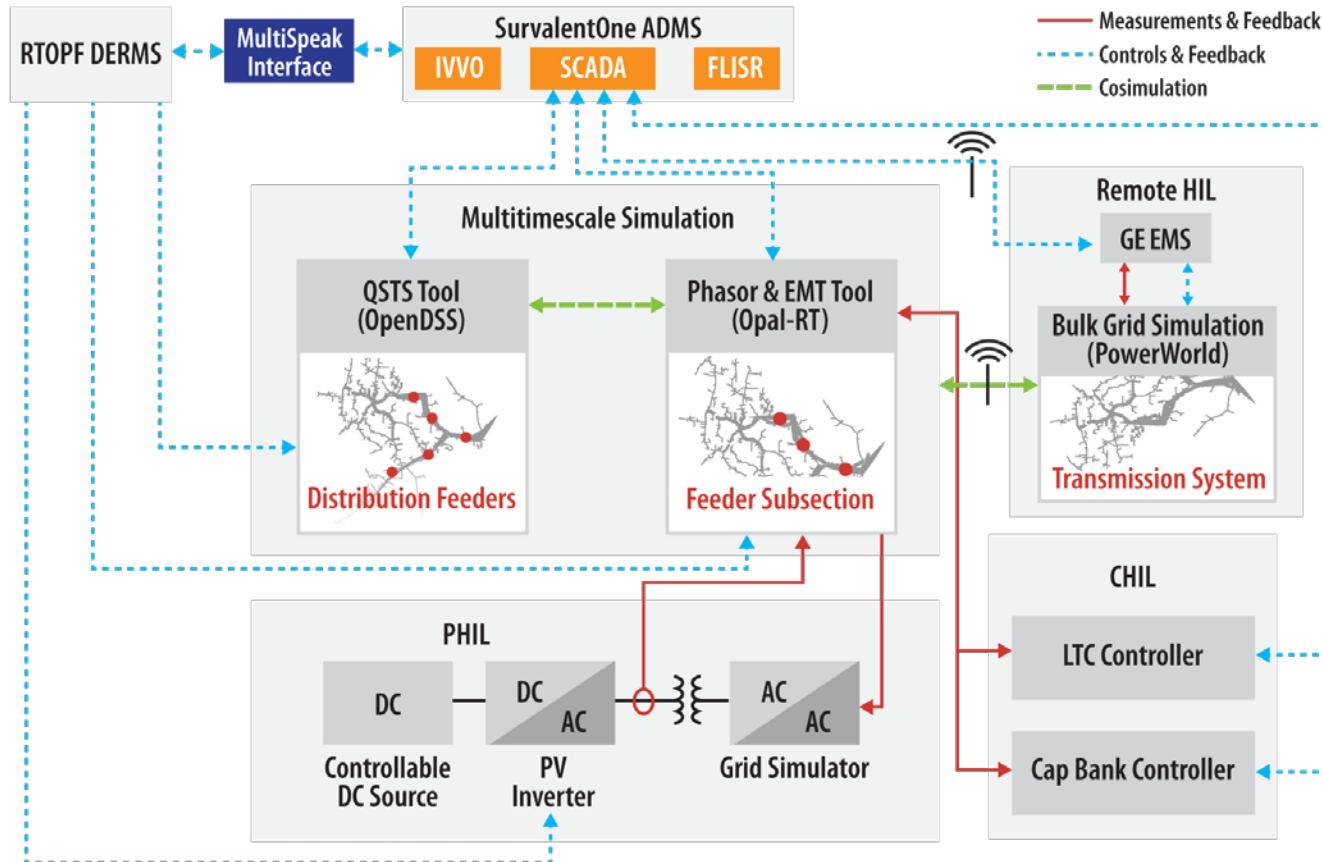 RTOPF DERMS
MultiSpeak
Interface
SurvalentOne ADMS
IVVO
SCADA
FLISR
Measurements & Feedback
Controls & Feedback
Cosimulation
Multitimescale Simulation
QSTS Tool
(OpenDSS)
Distribution Feeders
Phasor & EMT Tool
(Opal-RT)
Feeder Subsection
Remote HIL
GE EMS
Bulk Grid Simulation
(PowerWorld)
Transmission System
PHIL
DC
Controllable
DC Source
DC
AC
PV
Inverter
AC
AC
Grid Simulator
CHIL
LTC Controller
Cap Bank Controller